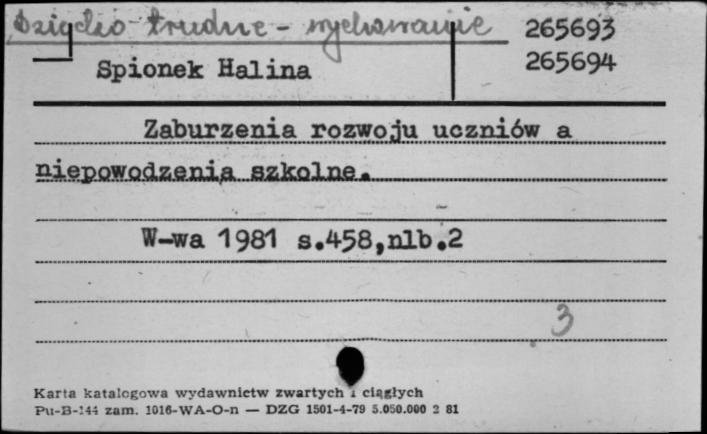 Dziecko trudne - wychowanie 265693
265694
Spionek Halina
Zaburzenia rozwoju uczniów a
niepowodzenia szkolne.
W-wa 1981 s.458,nlb.2
3
Karta katalogowa wydawnictw zwartych i ciągłych
Pu-B-144 zam. 1016-WA-O-n — DZG 1501-4-79 5.050.000 2 81